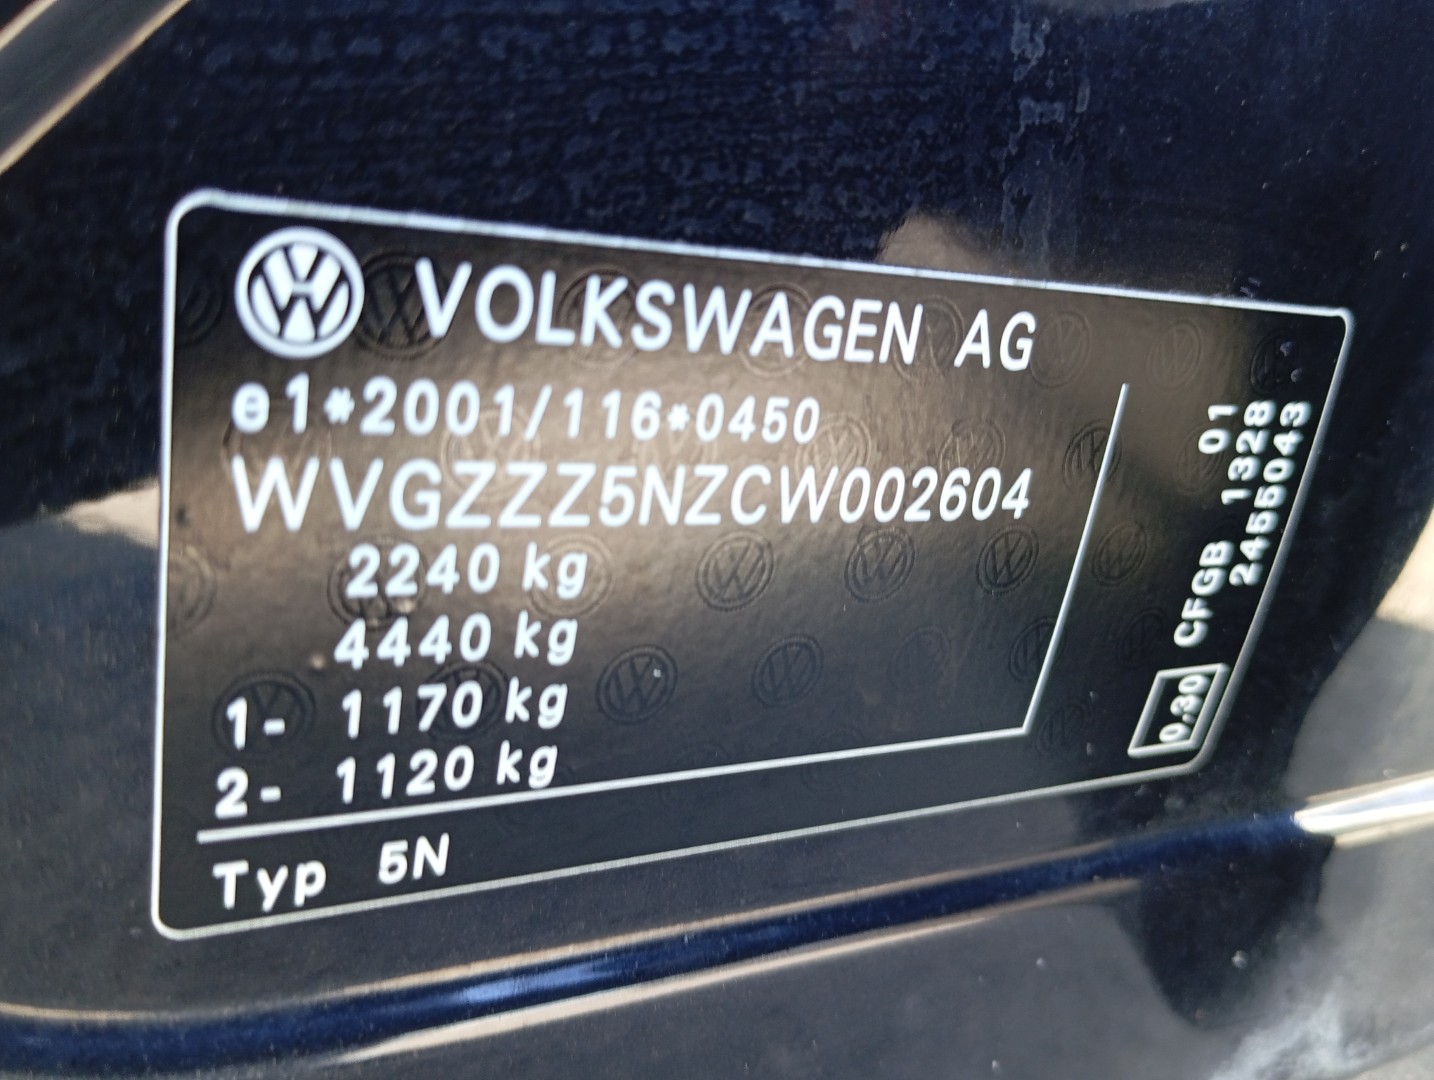 VOLKSWAGEN AG
e1*2001/116*0450
WVGZZZ5NZCW002604
2240 kg
4440 kg
1- 1170 kg
2- 1120 kg
Typ 5N
0,30 CFGB 01
1328
2455043